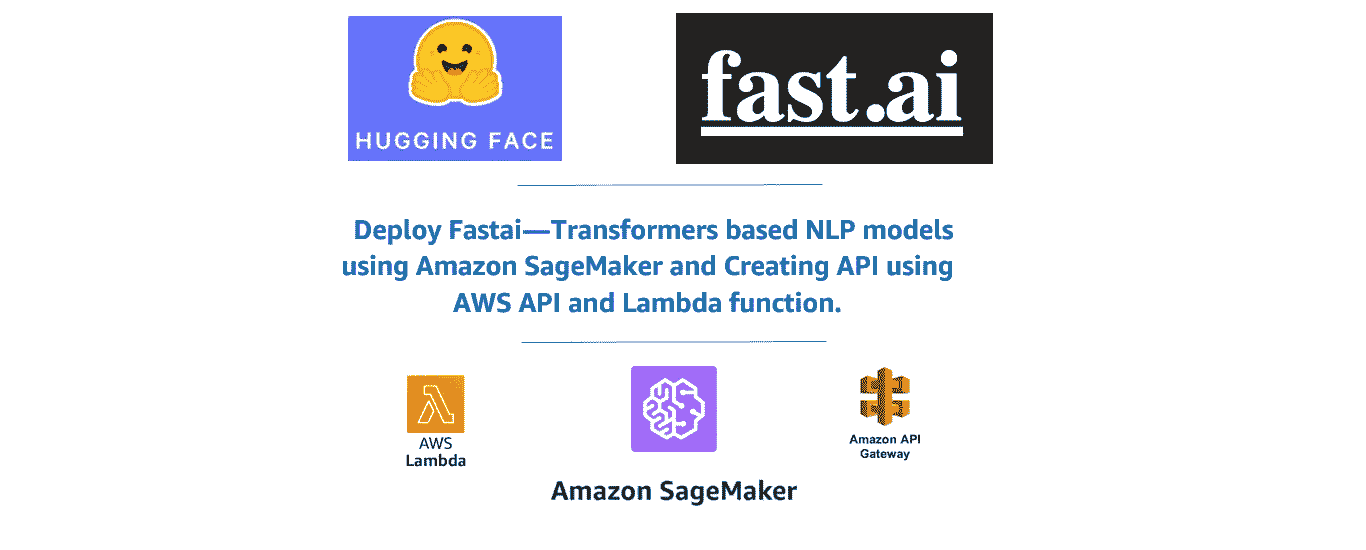 HUGGING FACE
fast.ai
Deploy Fastai—Transformers based NLP models
using Amazon SageMaker and Creating API using
AWS API and Lambda function.
AWS
Lambda
Amazon SageMaker
Amazon API
Gateway